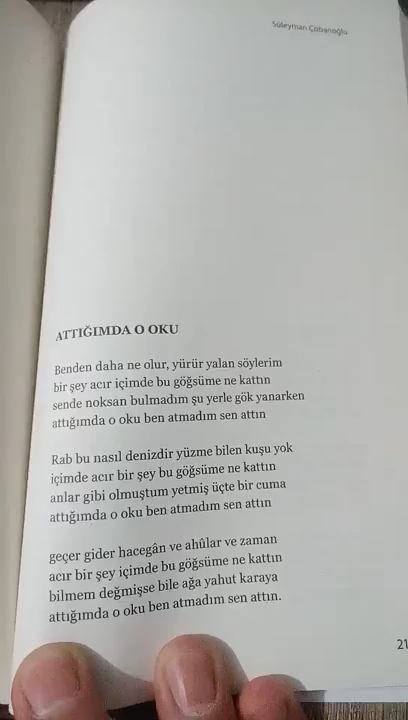 Süleyman Çobanoğlu
ATTIĞIMDA O OKU
Benden daha ne olur, yürür yalan söylerim
bir şey acır içimde bu göğsüme ne kattın
sende noksan bulmadım şu yerle gök yanarken
attığımda o oku ben atmadım sen attın
Rab bu nasıl denizdir yüzme bilen kuşu yok
içimde acır bir şey bu göğsüme ne kattın
anlar gibi olmuştum yetmiş üçte bir cuma
attığımda o oku ben atmadım sen attın
geçer gider hacegân ve ahûlar ve zaman
acır bir şey içimde bu göğsüme ne kattın
bilmem değmişse bile ağa yahut karaya
attığımda o oku ben atmadım sen attın.
21